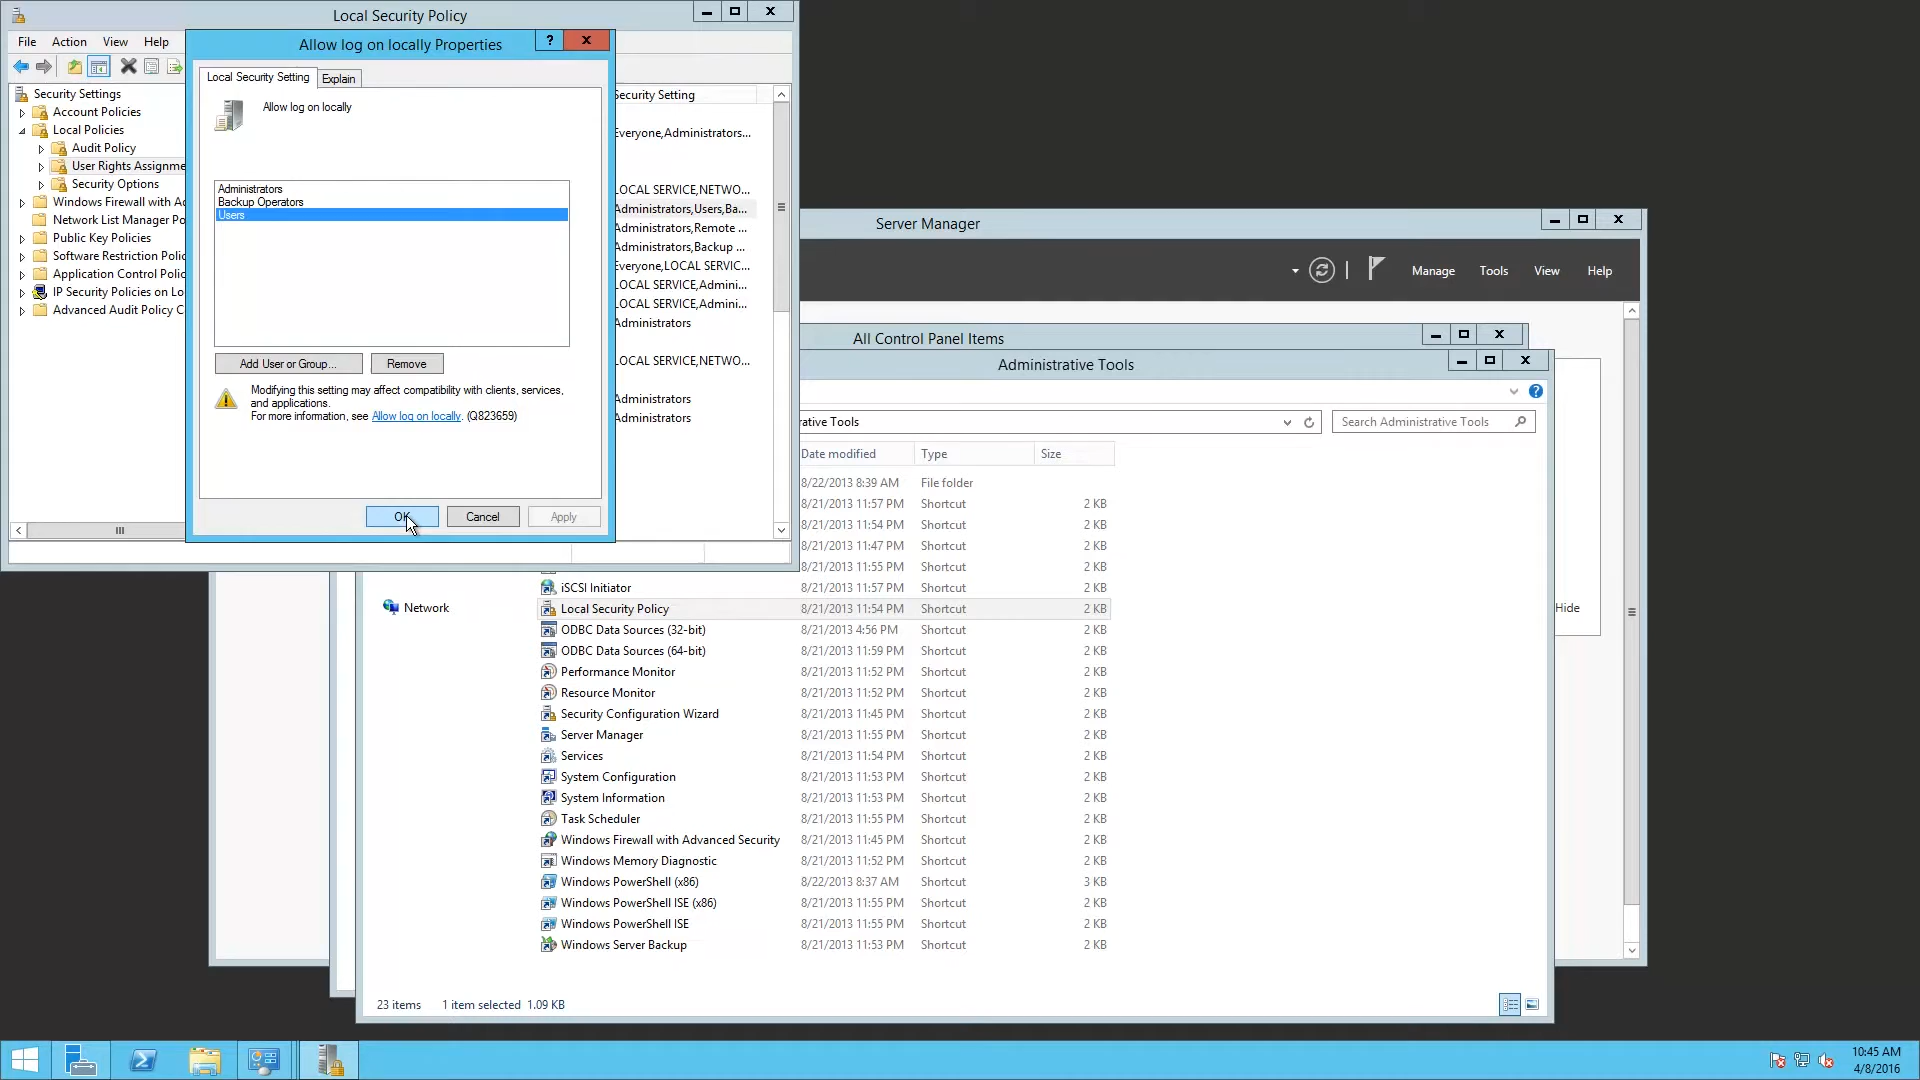 Local Security Policy
File Action View Help
Security Settings
Account Policies
Local Policies
Audit Policy
User Rights Assignme
Security Options
Windows Firewall with Ad
Network List Manager Po
Public Key Policies
Software Restriction Polic
Application Control Polic
IP Security Policies on Lo
Advanced Audit Policy C
Allow log on locally Properties
?
Local Security Setting
Explain
Allow log on locally
Administrators
Backup Operators
Users
Add User or Group...
Remove
Modifying this setting may affect compatibility with clients, services,
and applications.
For more information, see Allow log on locally. (Q823659)
OK
Cancel
Apply
Security Setting
Everyone,Administrators...
LOCAL SERVICE,NETWO...
Administrators,Users,Ba...
Administrators,Remote ...
Administrators,Backup ...
Everyone,LOCAL SERVIC...
LOCAL SERVICE,Admini...
LOCAL SERVICE,Admini...
Administrators
LOCAL SERVICE,NETWO...
Administrators
Administrators
Server Manager
Manage Tools View Help
Hide
All Control Panel Items
Administrative Tools
rative Tools
Search Administrative Tools
Date modified Type Size
8/22/2013 8:39 AM File folder
8/21/2013 11:57 PM Shortcut 2 KB
8/21/2013 11:54 PM Shortcut 2 KB
8/21/2013 11:47 PM Shortcut 2 KB
8/21/2013 11:55 PM Shortcut 2 KB
iSCSI Initiator 8/21/2013 11:57 PM Shortcut 2 KB
Network
Local Security Policy 8/21/2013 11:54 PM Shortcut 2 KB
ODBC Data Sources (32-bit) 8/21/2013 4:56 PM Shortcut 2 KB
ODBC Data Sources (64-bit) 8/21/2013 11:59 PM Shortcut 2 KB
Performance Monitor 8/21/2013 11:52 PM Shortcut 2 KB
Resource Monitor 8/21/2013 11:52 PM Shortcut 2 KB
Security Configuration Wizard 8/21/2013 11:45 PM Shortcut 2 KB
Server Manager 8/21/2013 11:55 PM Shortcut 2 KB
Services 8/21/2013 11:54 PM Shortcut 2 KB
System Configuration 8/21/2013 11:53 PM Shortcut 2 KB
System Information 8/21/2013 11:53 PM Shortcut 2 KB
Task Scheduler 8/21/2013 11:55 PM Shortcut 2 KB
Windows Firewall with Advanced Security 8/21/2013 11:45 PM Shortcut 2 KB
Windows Memory Diagnostic 8/21/2013 11:52 PM Shortcut 2 KB
Windows PowerShell (x86) 8/22/2013 8:37 AM Shortcut 3 KB
Windows PowerShell ISE (x86) 8/21/2013 11:55 PM Shortcut 2 KB
Windows PowerShell ISE 8/21/2013 11:55 PM Shortcut 2 KB
Windows Server Backup 8/21/2013 11:53 PM Shortcut 2 KB
23 items 1 item selected 1.09 KB
10:45 AM
4/8/2016